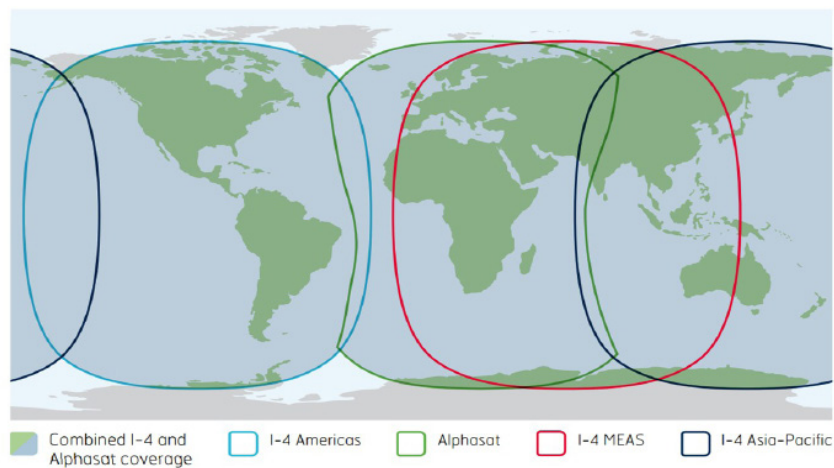 Combined I-4 and
Alphasat coverage
I-4 Americas
Alphasat
I-4 MEAS
I-4 Asia-Pacific